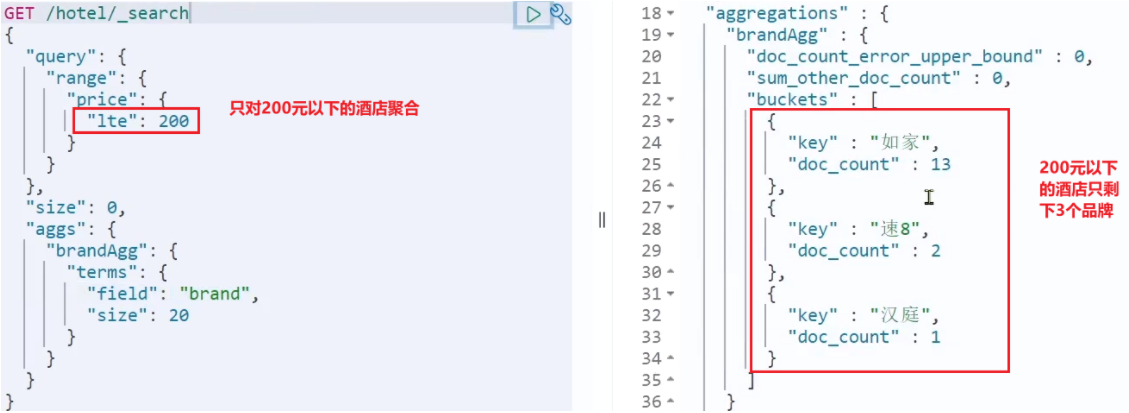 GET /hotel/_search
{
  "query": {
    "range": {
      "price": {
        "lte": 200
      }
    }
  },
  "size": 0,
  "aggs": {
    "brandAgg": {
      "terms": {
        "field": "brand",
        "size": 20
      }
    }
  }
}
只对200元以下的酒店聚合
18 "aggregations" : {
19 "brandAgg" : {
20 "doc_count_error_upper_bound" : 0,
21 "sum_other_doc_count" : 0,
22 "buckets" : [
23 {
24 "key" : "如家",
25 "doc_count" : 13
26 },
27 {
28 "key" : "速8",
29 "doc_count" : 2
30 },
31 {
32 "key" : "汉庭",
33 "doc_count" : 1
34 }
35 ]
36 }
200元以下
的酒店只剩
下3个品牌